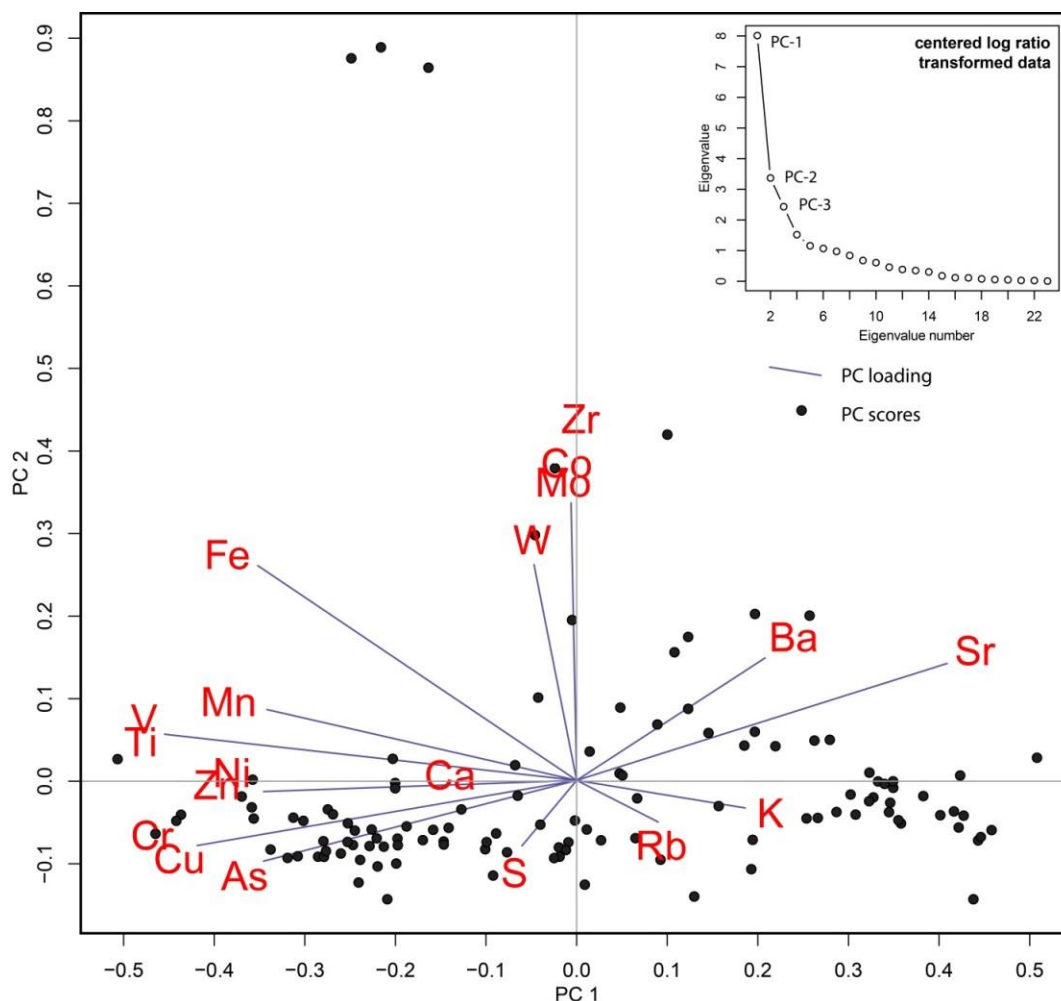 centered log ratio
transformed data
PC-1
PC-2
PC-3
Eigenvalue
8
7
6
5
4
3
2
1
0
2 6 10 14 18 22
Eigenvalue number
PC loading
PC scores
PC 2
0.9
0.8
0.7
0.6
0.5
0.4
0.3
0.2
0.1
0.0
−0.1
Zr
Co
Mo
W
Fe
Ba
Sr
Mn
V
Ti
Ni
Ca
Zn
K
Cr
Rb
Cu
S
As
−0.5 −0.4 −0.3 −0.2 −0.1 0.0 0.1 0.2 0.3 0.4 0.5
PC 1